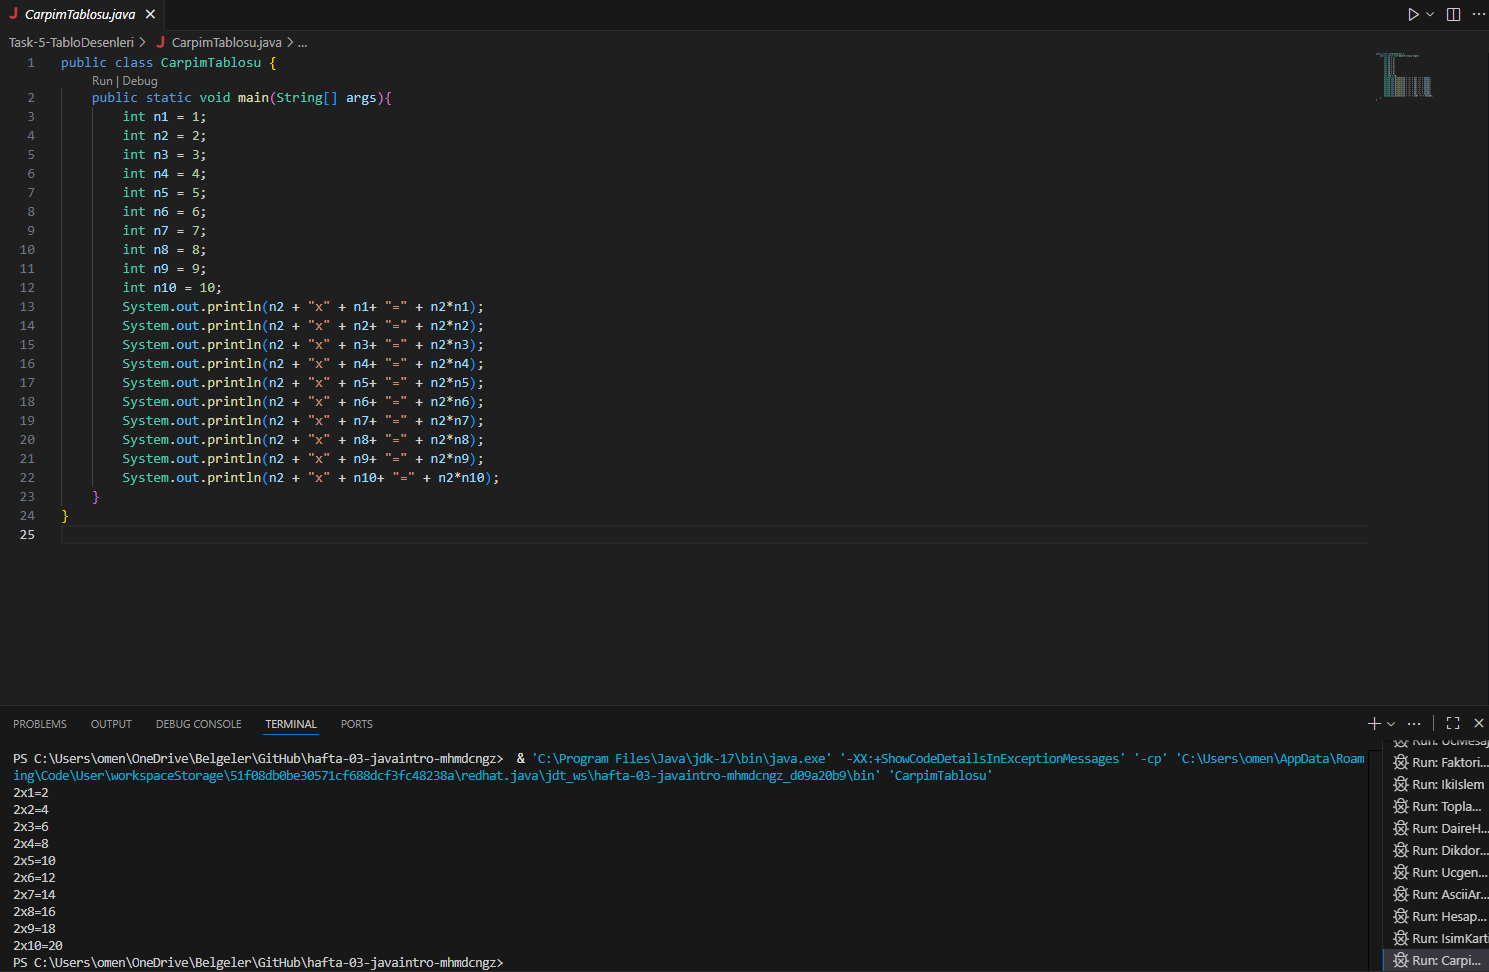 CarpimTablosu.java
Task-5-TabloDesenleri > CarpimTablosu.java > ...
1 public class CarpimTablosu {
Run | Debug
2 public static void main(String[] args){
3 int n1 = 1;
4 int n2 = 2;
5 int n3 = 3;
6 int n4 = 4;
7 int n5 = 5;
8 int n6 = 6;
9 int n7 = 7;
10 int n8 = 8;
11 int n9 = 9;
12 int n10 = 10;
13 System.out.println(n2 + "x" + n1+ "=" + n2*n1);
14 System.out.println(n2 + "x" + n2+ "=" + n2*n2);
15 System.out.println(n2 + "x" + n3+ "=" + n2*n3);
16 System.out.println(n2 + "x" + n4+ "=" + n2*n4);
17 System.out.println(n2 + "x" + n5+ "=" + n2*n5);
18 System.out.println(n2 + "x" + n6+ "=" + n2*n6);
19 System.out.println(n2 + "x" + n7+ "=" + n2*n7);
20 System.out.println(n2 + "x" + n8+ "=" + n2*n8);
21 System.out.println(n2 + "x" + n9+ "=" + n2*n9);
22 System.out.println(n2 + "x" + n10+ "=" + n2*n10);
23 }
24 }
25
PROBLEMS OUTPUT DEBUG CONSOLE TERMINAL PORTS
PS C:\Users\omen\OneDrive\Belgeler\GitHub\hafta-03-javaintro-mhmdcngz> & 'C:\Program Files\Java\jdk-17\bin\java.exe' '-XX:+ShowCodeDetailsInExceptionMessages' '-cp' 'C:\Users\omen\AppData\Roam
ing\Code\User\workspaceStorage\51f08db0be30571cf688dcf3fc48238a\redhat.java\jdt_ws\hafta-03-javaintro-mhmdcngz_d09a20b9\bin' 'CarpimTablosu'
2x1=2
2x2=4
2x3=6
2x4=8
2x5=10
2x6=12
2x7=14
2x8=16
2x9=18
2x10=20
PS C:\Users\omen\OneDrive\Belgeler\GitHub\hafta-03-javaintro-mhmdcngz>
Run: UcMesaj
Run: Faktori...
Run: IkiIslem
Run: Topla...
Run: DaireH...
Run: Dikdor...
Run: Ucgen...
Run: AsciiAr...
Run: Hesap...
Run: IsimKarti
Run: Carpi...